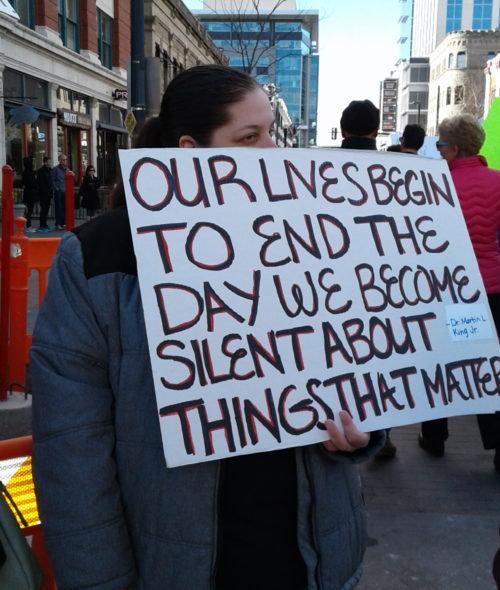 OUR LIVES BEGIN
TO END THE
DAY WE BECOME
SILENT ABOUT
THINGS THAT MATTER
- Dr. Martin L
King Jr.